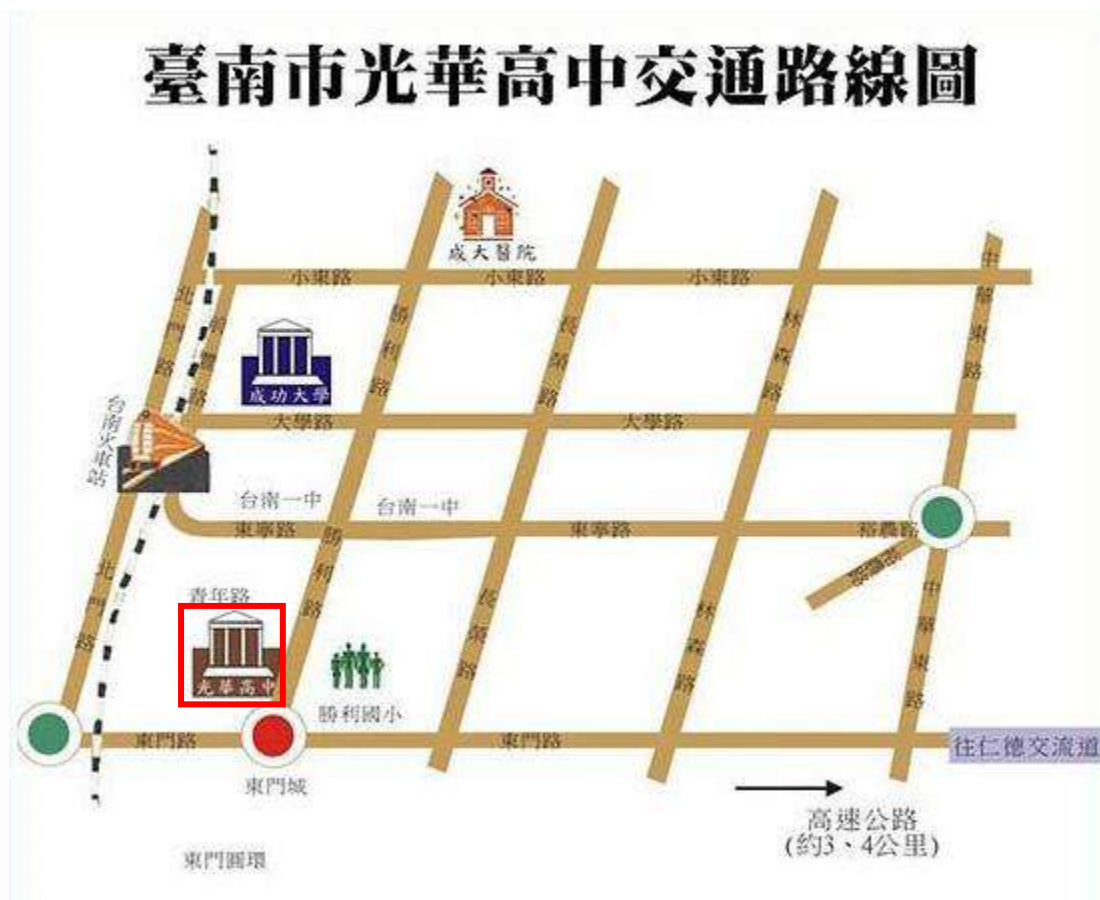 臺南市光華高中交通路線圖
成大醫院
小東路
小東路
小東路
北門路
前鋒路
勝利路
長榮路
林森路
中華東路
成功大學
大學路
大學路
台南火車站
台南一中
台南一中
東寧路
東寧路
裕農路
北門路
勝利路
長榮路
林森路
中華東路
青年路
光華高中
勝利國小
東門路
東門路
往仁德交流道
東門城
高速公路
(約3、4公里)
東門圓環